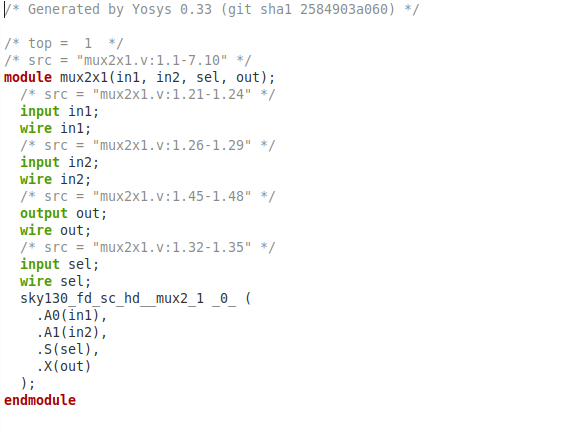 /* Generated by Yosys 0.33 (git sha1 2584903a060) */

/* top =  1  */
/* src = "mux2x1.v:1.1-7.10" */
module mux2x1(in1, in2, sel, out);
  /* src = "mux2x1.v:1.21-1.24" */
  input in1;
  wire in1;
  /* src = "mux2x1.v:1.26-1.29" */
  input in2;
  wire in2;
  /* src = "mux2x1.v:1.45-1.48" */
  output out;
  wire out;
  /* src = "mux2x1.v:1.32-1.35" */
  input sel;
  wire sel;
  sky130_fd_sc_hd__mux2_1 _0_ (
    .A0(in1),
    .A1(in2),
    .S(sel),
    .X(out)
  );
endmodule